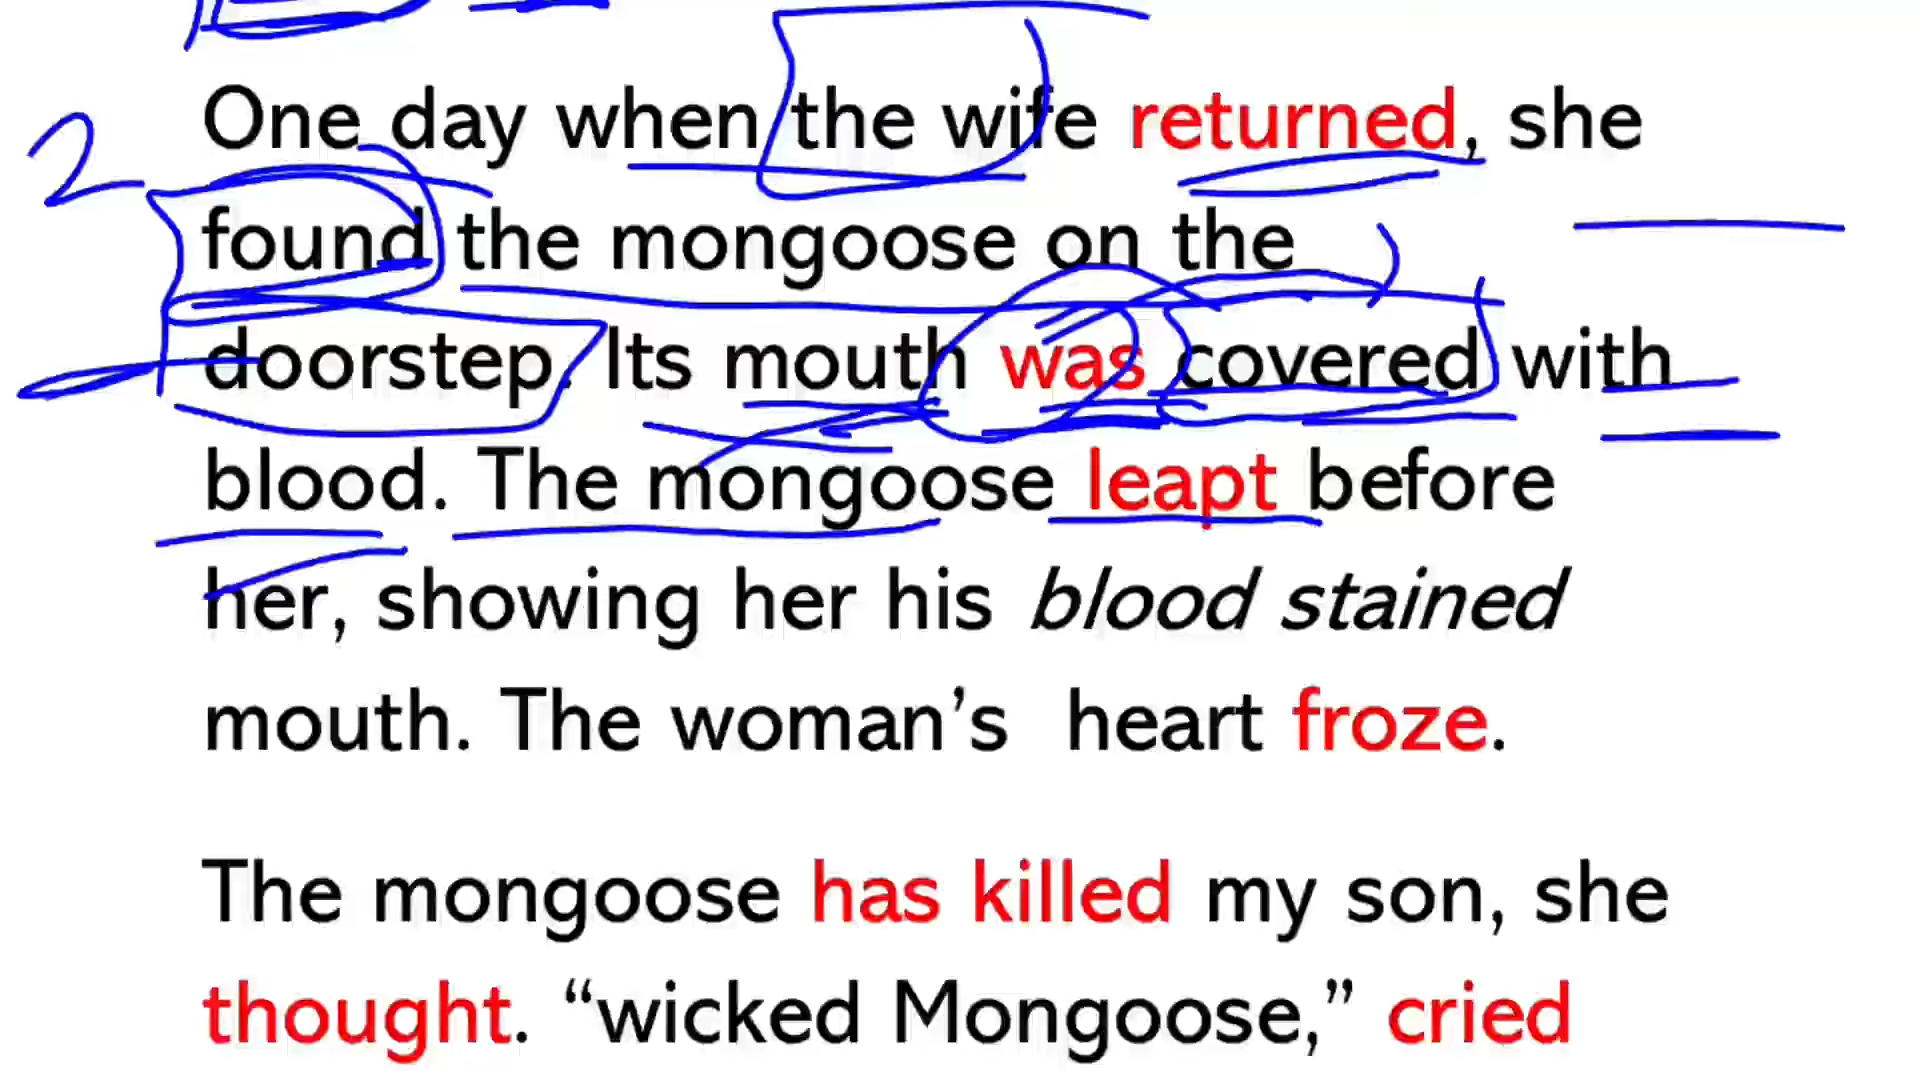 One day when the wife returned, she
2
found the mongoose on the
doorstep. Its mouth was covered with
blood. The mongoose leapt before
her, showing her his blood stained
mouth. The woman’s heart froze.
The mongoose has killed my son, she
thought. “wicked Mongoose,” cried